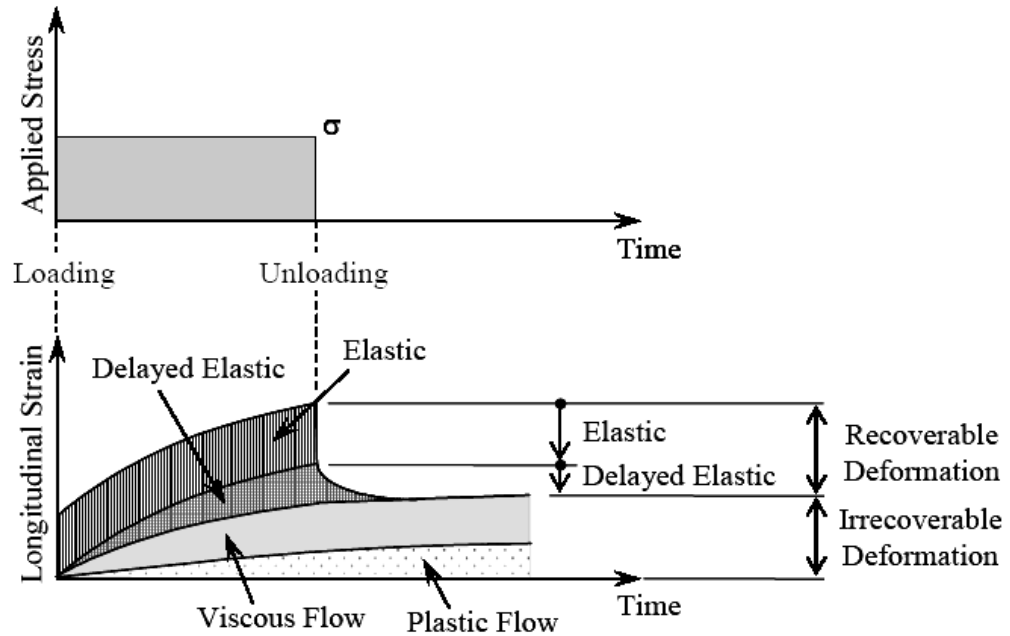 Applied Stress
σ
Time
Loading
Unloading
Longitudinal Strain
Delayed Elastic
Elastic
Elastic
Delayed Elastic
Recoverable
Deformation
Irrecoverable
Deformation
Viscous Flow
Plastic Flow
Time